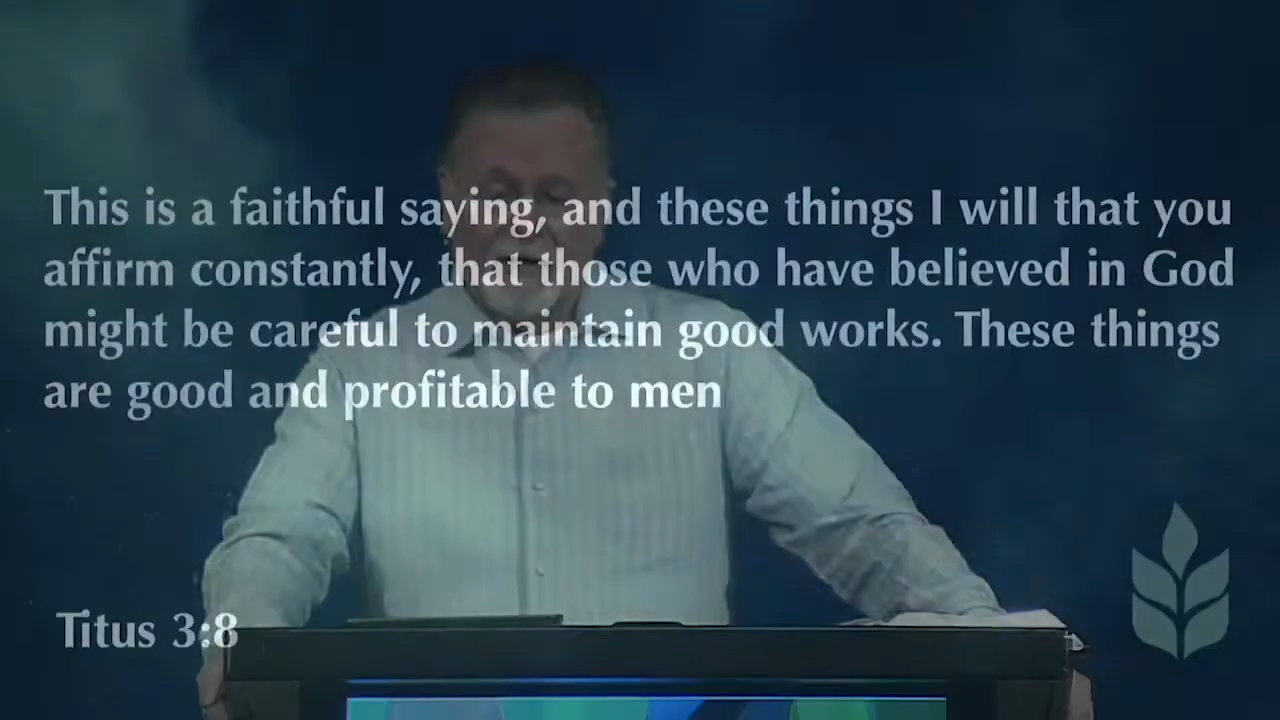 This is a faithful saying, and these things I will that you
affirm constantly, that those who have believed in God
might be careful to maintain good works. These things
are good and profitable to men
Titus 3:8